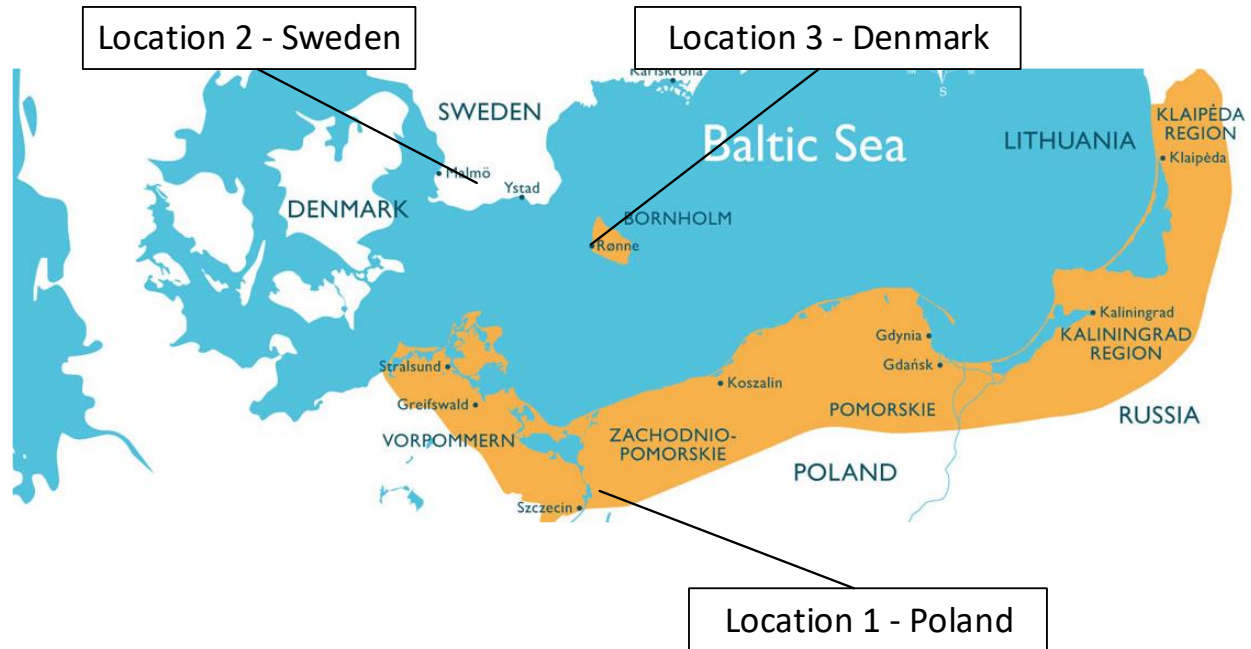 Location 2 - Sweden
Location 3 - Denmark
Karlskrona
S
SWEDEN
Baltic Sea
KLAIPĖDA
REGION
LITHUANIA
Klaipėda
Malmö
Ystad
DENMARK
BORNHOLM
Rønne
Kaliningrad
KALININGRAD
REGION
Gdynia
Gdańsk
Stralsund
Koszalin
Greifswald
POMORSKIE
RUSSIA
VORPOMMERN
ZACHODNIO-
POMORSKIE
POLAND
Szczecin
Location 1 - Poland